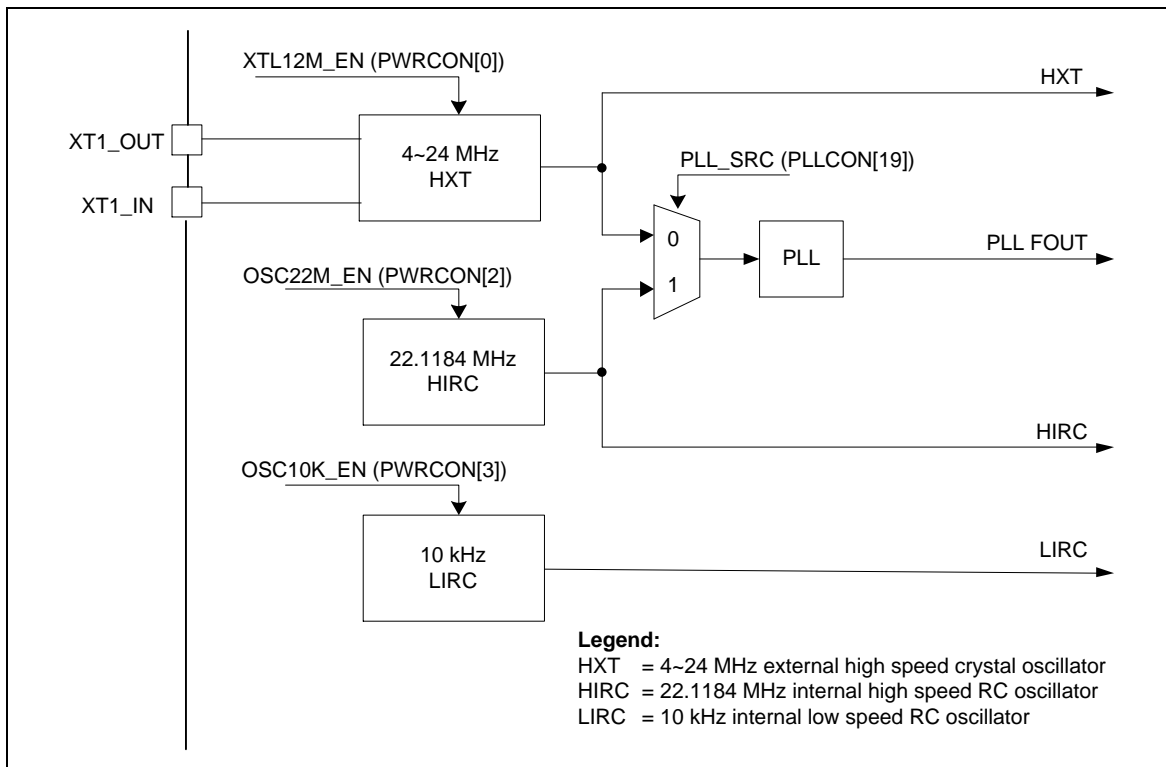 XTL12M_EN (PWRCON[0])
HXT
XT1_OUT
4~24 MHz
HXT
PLL_SRC (PLLCON[19])
XT1_IN
0
PLL FOUT
PLL
OSC22M_EN (PWRCON[2])
1
22.1184 MHz
HIRC
HIRC
OSC10K_EN (PWRCON[3])
10 kHz
LIRC
LIRC
Legend:
HXT = 4~24 MHz external high speed crystal oscillator
HIRC = 22.1184 MHz internal high speed RC oscillator
LIRC = 10 kHz internal low speed RC oscillator